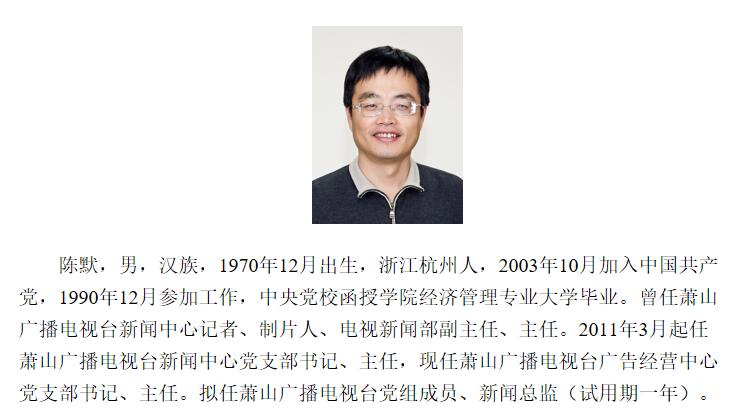 陈默，男，汉族，1970年12月出生，浙江杭州人，2003年10月加入中国共产
党，1990年12月参加工作，中央党校函授学院经济管理专业大学毕业。曾任萧山
广播电视台新闻中心记者、制片人、电视新闻部副主任、主任。2011年3月起任
萧山广播电视台新闻中心党支部书记、主任，现任萧山广播电视台广告经营中心
党支部书记、主任。拟任萧山广播电视台党组成员、新闻总监（试用期一年）。